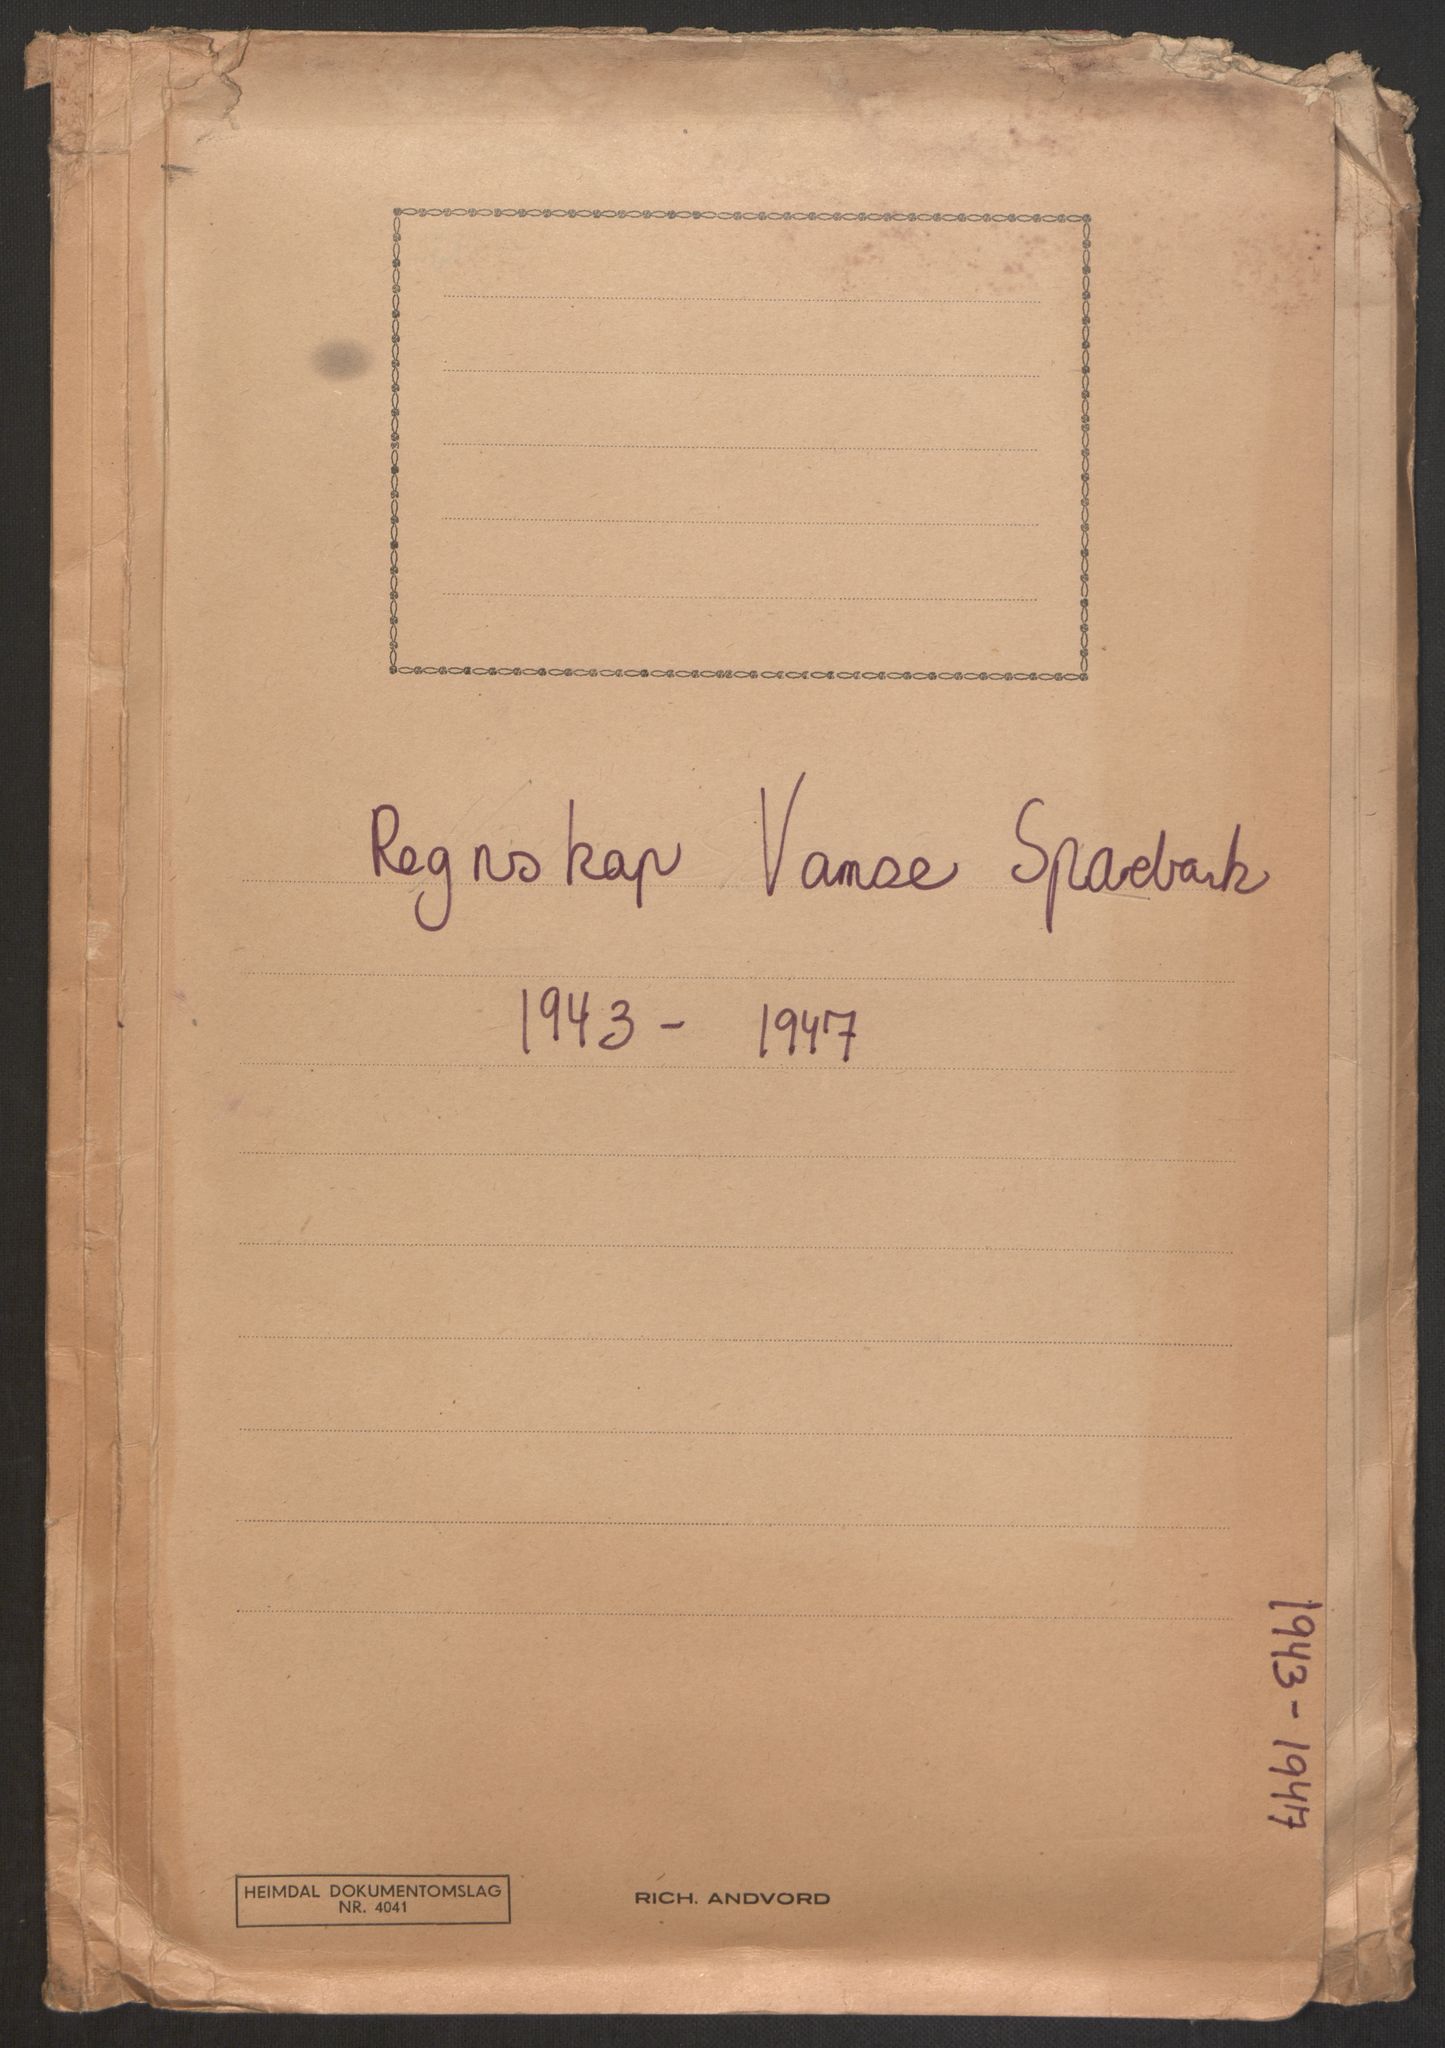 Regnskap Vanse Sparebank
1943 - 1947
1943 - 1947
HEIMDAL DOKUMENTOMSLAG
NR. 4041
RICH. ANDVORD